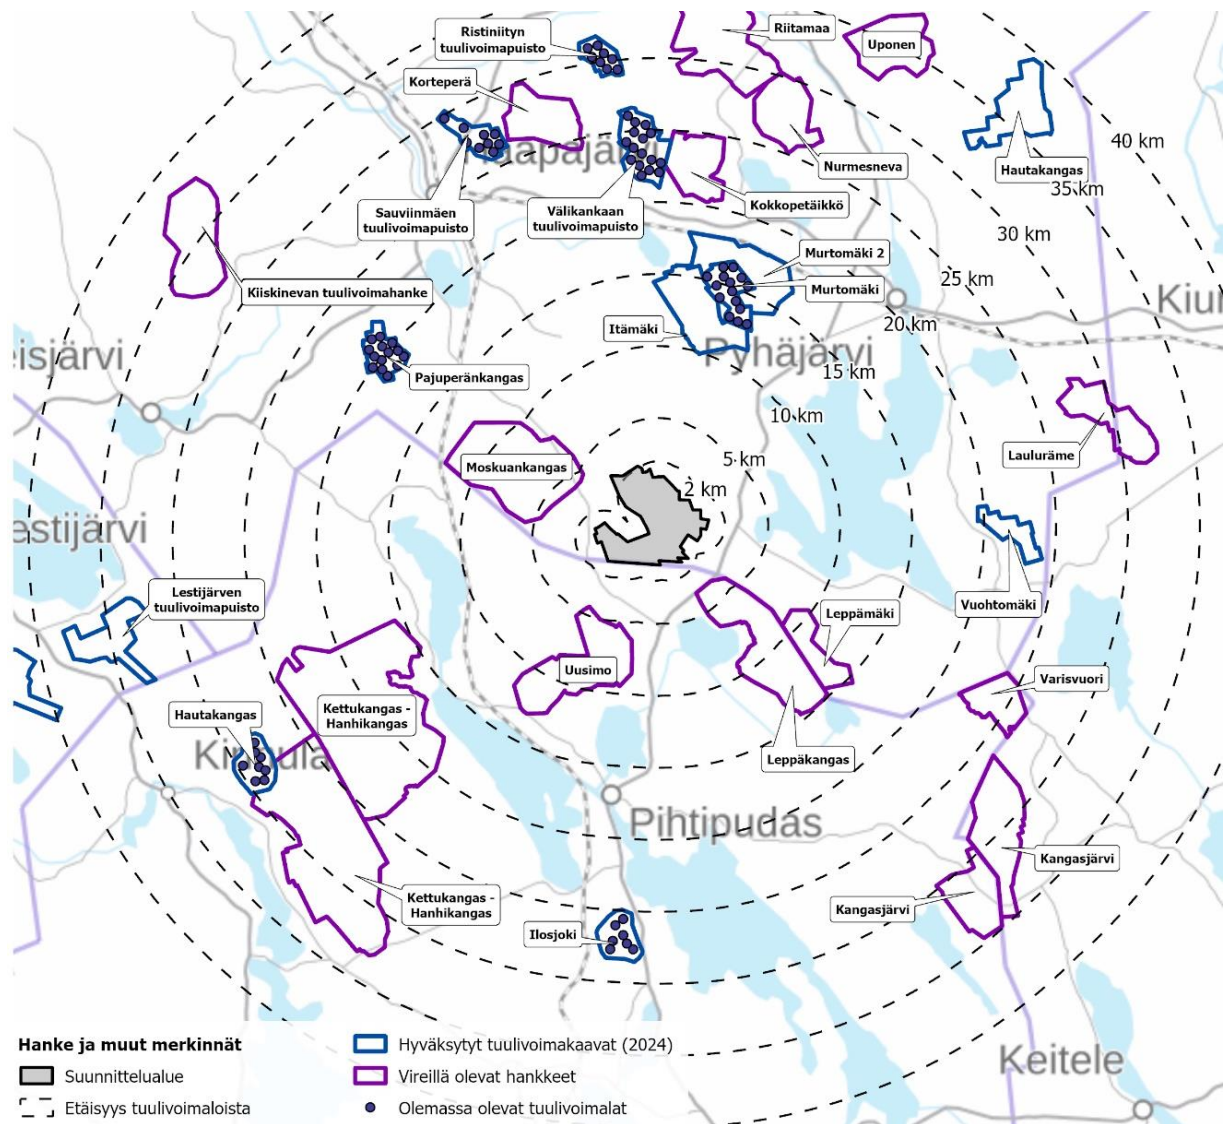 Ristiniityn
tuulivoimapuisto
Riitamaa
Uponen
Korteperä
40 km
Nurmesneva
Hautakangas
35 km
Sauviinmäen
tuulivoimapuisto
Välikankaan
tuulivoimapuisto
Kokkopetäikkö
30 km
Murtomäki 2
Kiiskinevan tuulivoimahanke
Murtomäki
25 km
Kiur
Itämäki
20 km
eisjärvi
Pyhäjärvi
Pajuperänkangas
15 km
10 km
Moskuankangas
5 km
Lauluräme
2 km
estijärvi
Lestijärven
tuulivoimapuisto
Leppämäki
Vuohtomäki
Uusimo
Varisvuori
Hautakangas
Kettukangas -
Hanhikangas
Leppäkangas
Pihtipudas
Kangasjärvi
Kettukangas -
Hanhikangas
Kangasjärvi
Ilosjoki
Hanke ja muut merkinnät
Suunnittelualue
Etäisyys tuulivoimaloista
Hyväksytyt tuulivoimakaavat (2024)
Vireillä olevat hankkeet
Olemassa olevat tuulivoimalat
Keitele